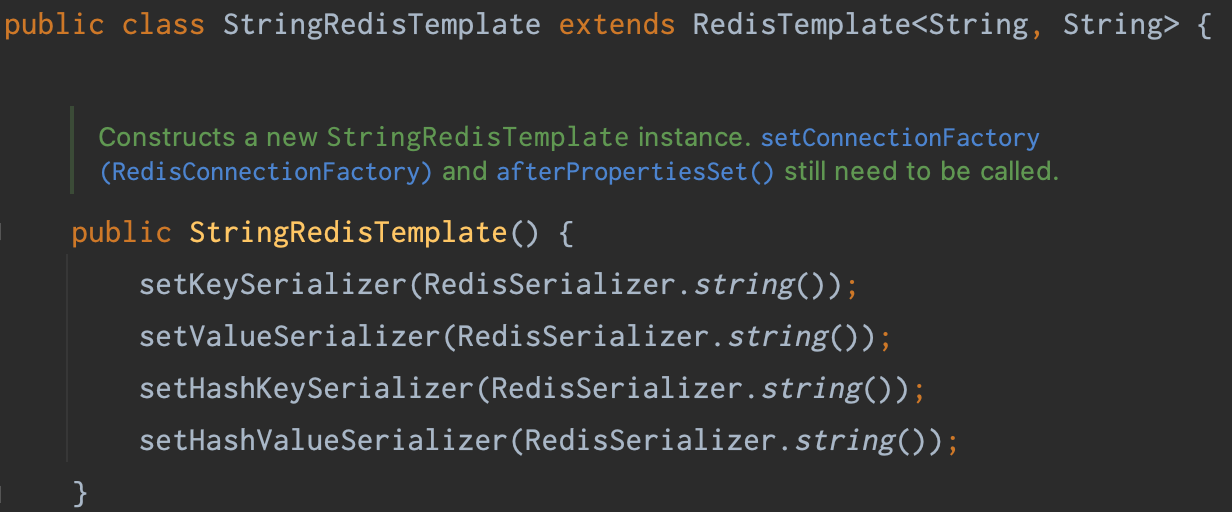 public class StringRedisTemplate extends RedisTemplate<String, String> {
Constructs a new StringRedisTemplate instance. setConnectionFactory
(RedisConnectionFactory) and afterPropertiesSet() still need to be called.
public StringRedisTemplate() {
setKeySerializer(RedisSerializer.string());
setValueSerializer(RedisSerializer.string());
setHashKeySerializer(RedisSerializer.string());
setHashValueSerializer(RedisSerializer.string());
}